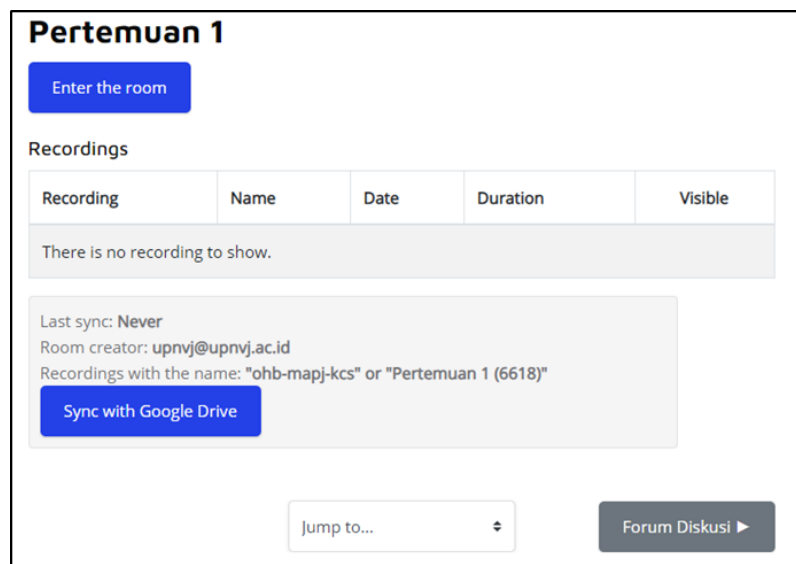 Pertemuan 1
Enter the room
Recordings
Recording Name Date Duration Visible
There is no recording to show.
Last sync: Never
Room creator: upnvj@upnvj.ac.id
Recordings with the name: "ohb-mapj-kcs" or "Pertemuan 1 (6618)"
Sync with Google Drive
Jump to... Forum Diskusi ►